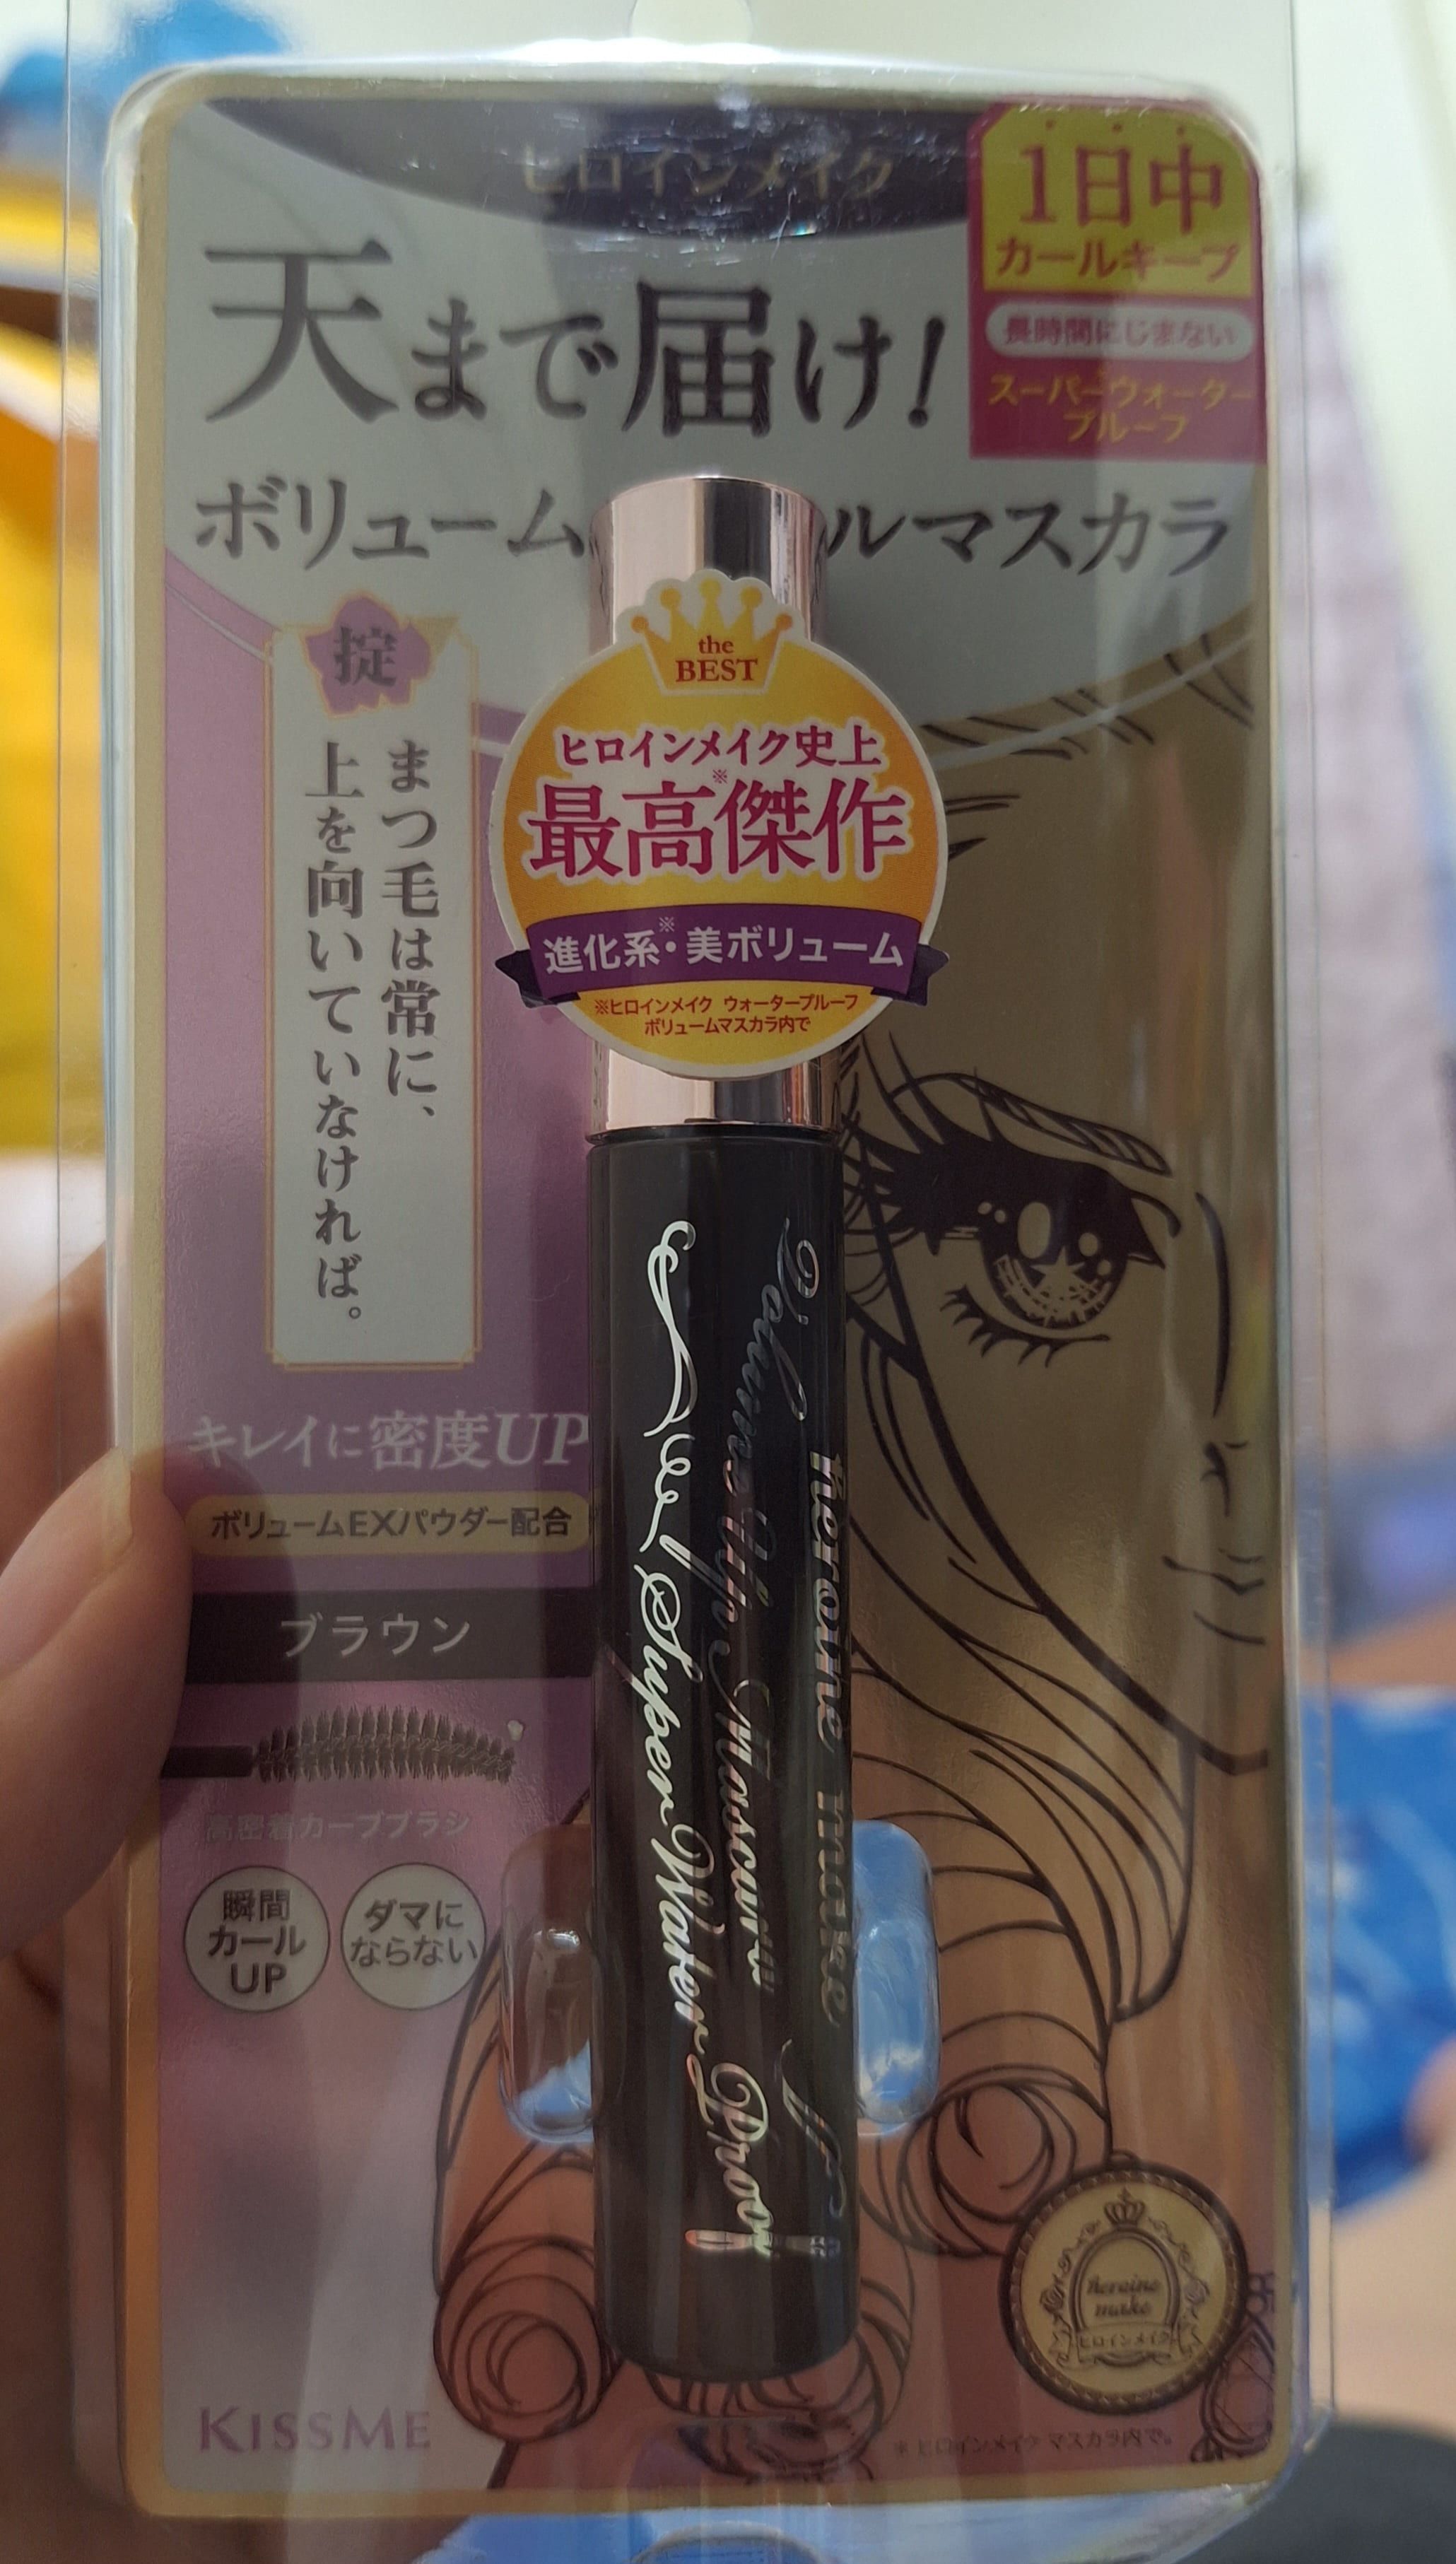 ヒロインメイク
1日中
カールキープ
長時間にじまない
スーパーウォーター
プルーフ
天まで届け!
ボリューム
ルマスカラ
the
BEST
ヒロインメイク史上
最高傑作※
進化系※・美ボリューム
※ヒロインメイク ウォータープルーフ
ボリュームマスカラ内で
掟
まつ毛は常に、
上を向いていなければ。
キレイに密度UP
ボリュームEXパウダー配合
ブラウン
高密着カーブブラシ
瞬間
カール
UP
ダマに
ならない
heroine make
Volume Up Mascara
Super Water Proof
heroine
make
ヒロインメイク
KISSME
※ ヒロインメイク マスカラ内で。